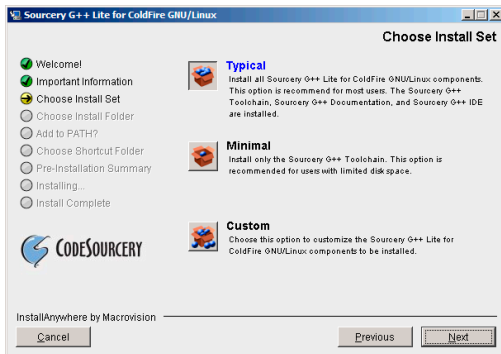 Sourcery G++ Lite for ColdFire GNU/Linux
Choose Install Set
Welcome!
Important Information
Choose Install Set
Choose Install Folder
Add to PATH?
Choose Shortcut Folder
Pre-Installation Summary
Installing...
Install Complete
CODESOURCERY
Typical
Install all Sourcery G++ Lite for ColdFire GNU/Linux components.
This option is recommend for most users. The Sourcery G++
Toolchain, Sourcery G++ Documentation, and Sourcery G++ IDE
are installed.
Minimal
Install only the Sourcery G++ Toolchain. This option is
recommended for users with limited disk space.
Custom
Choose this option to customize the Sourcery G++ Lite for
ColdFire GNU/Linux components to be installed.
InstallAnywhere by Macrovision
Cancel
Previous
Next